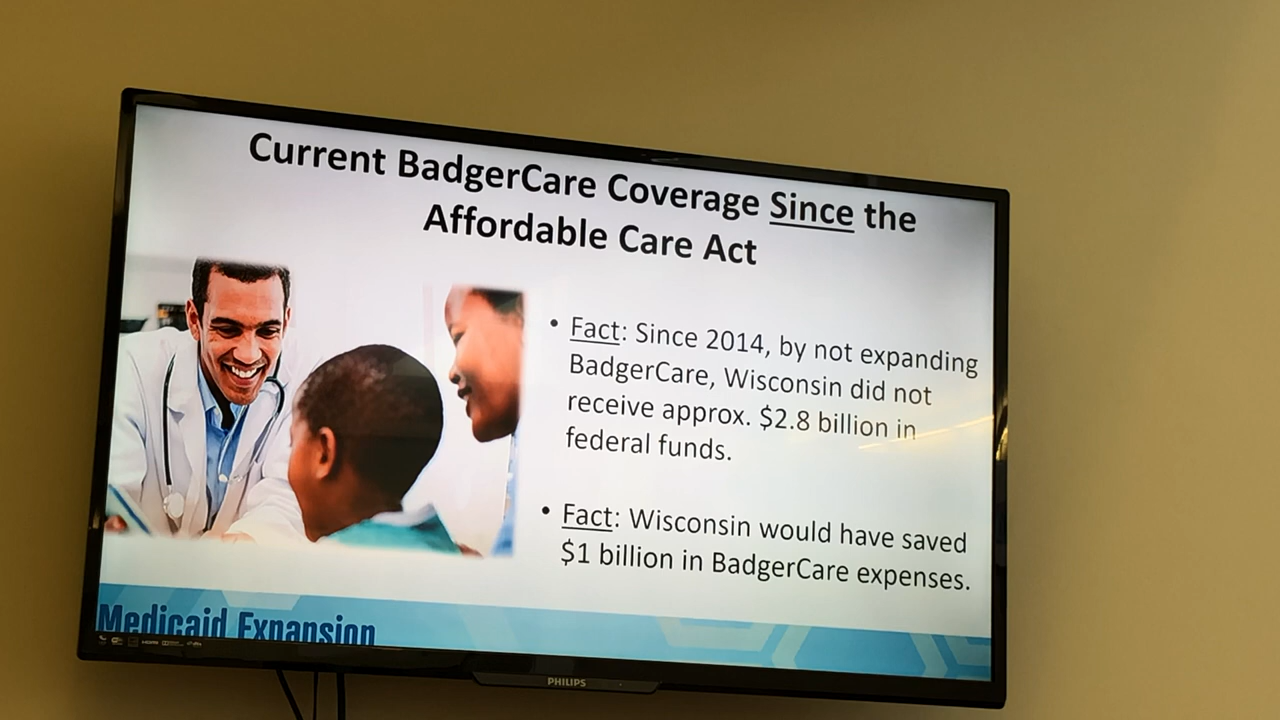 Current BadgerCare Coverage Since the
Affordable Care Act
• Fact: Since 2014, by not expanding
BadgerCare, Wisconsin did not
receive approx. $2.8 billion in
federal funds.
• Fact: Wisconsin would have saved
$1 billion in BadgerCare expenses.
Medicaid Expansion
PHILIPS